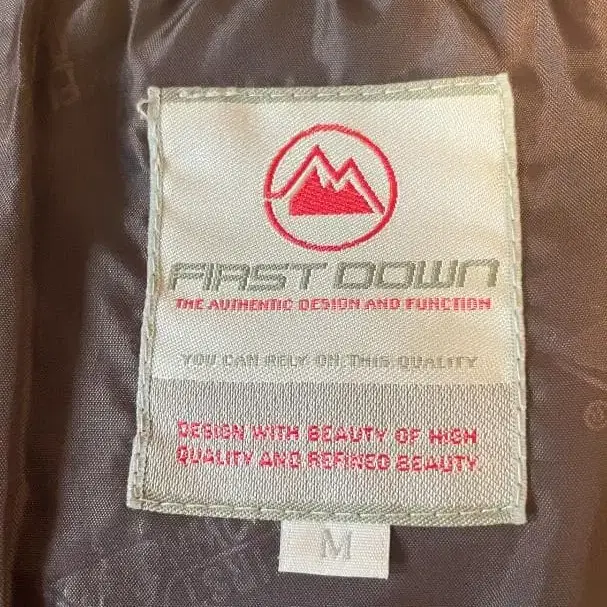 FIRST DOWN
THE AUTHENTIC DESIGN AND FUNCTION
YOU CAN RELY ON THIS QUALITY
DESIGN WITH BEAUTY OF HIGH
QUALITY AND REFINED BEAUTY.
M